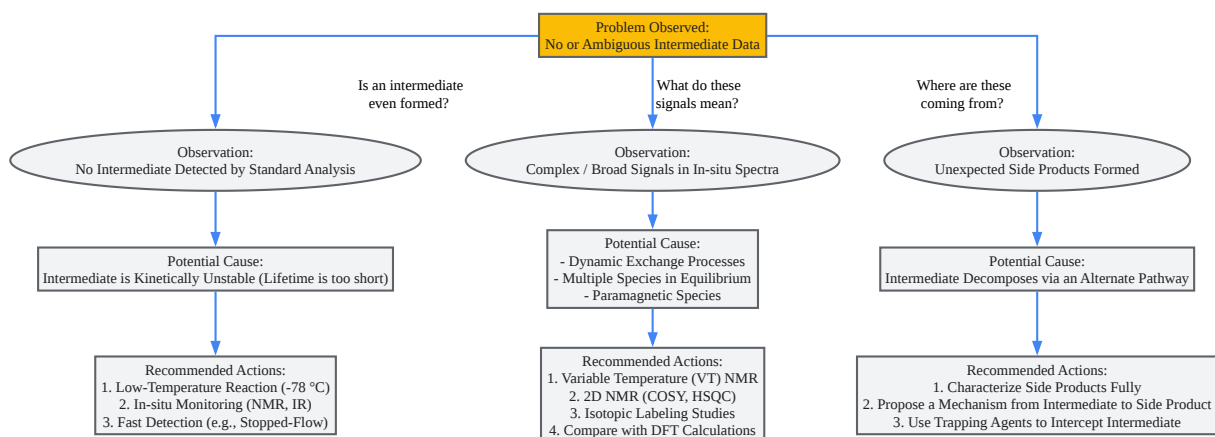 Problem Observed:
No or Ambiguous Intermediate Data
Is an intermediate
even formed?
What do these
signals mean?
Where are these
coming from?
Observation:
No Intermediate Detected by Standard Analysis
Observation:
Complex / Broad Signals in In-situ Spectra
Observation:
Unexpected Side Products Formed
Potential Cause:
Intermediate is Kinetically Unstable (Lifetime is too short)
Potential Cause:
- Dynamic Exchange Processes
- Multiple Species in Equilibrium
- Paramagnetic Species
Potential Cause:
Intermediate Decomposes via an Alternate Pathway
Recommended Actions:
1. Low-Temperature Reaction (-78 °C)
2. In-situ Monitoring (NMR, IR)
3. Fast Detection (e.g., Stopped-Flow)
Recommended Actions:
1. Variable Temperature (VT) NMR
2. 2D NMR (COSY, HSQC)
3. Isotopic Labeling Studies
4. Compare with DFT Calculations
Recommended Actions:
1. Characterize Side Products Fully
2. Propose a Mechanism from Intermediate to Side Product
3. Use Trapping Agents to Intercept Intermediate